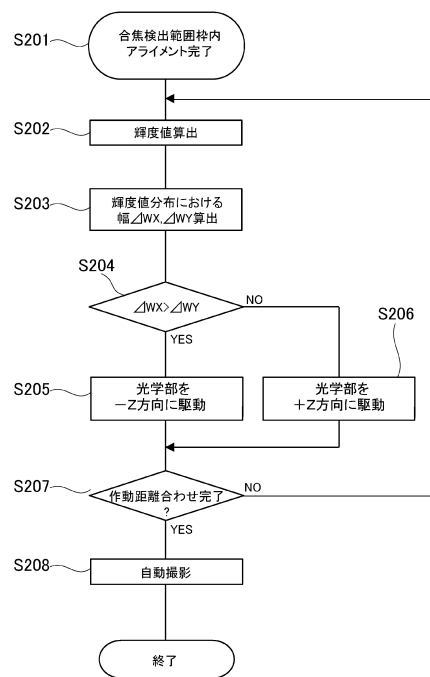 S201
合焦検出範囲枠内
アライメント完了
S202
輝度値算出
S203
輝度値分布における
幅⊿WX,⊿WY算出
S204
⊿WX>⊿WY
NO
YES
S205
光学部を
−Z方向に駆動
S206
光学部を
+Z方向に駆動
S207
作動距離合わせ完了
?
NO
YES
S208
自動撮影
終了